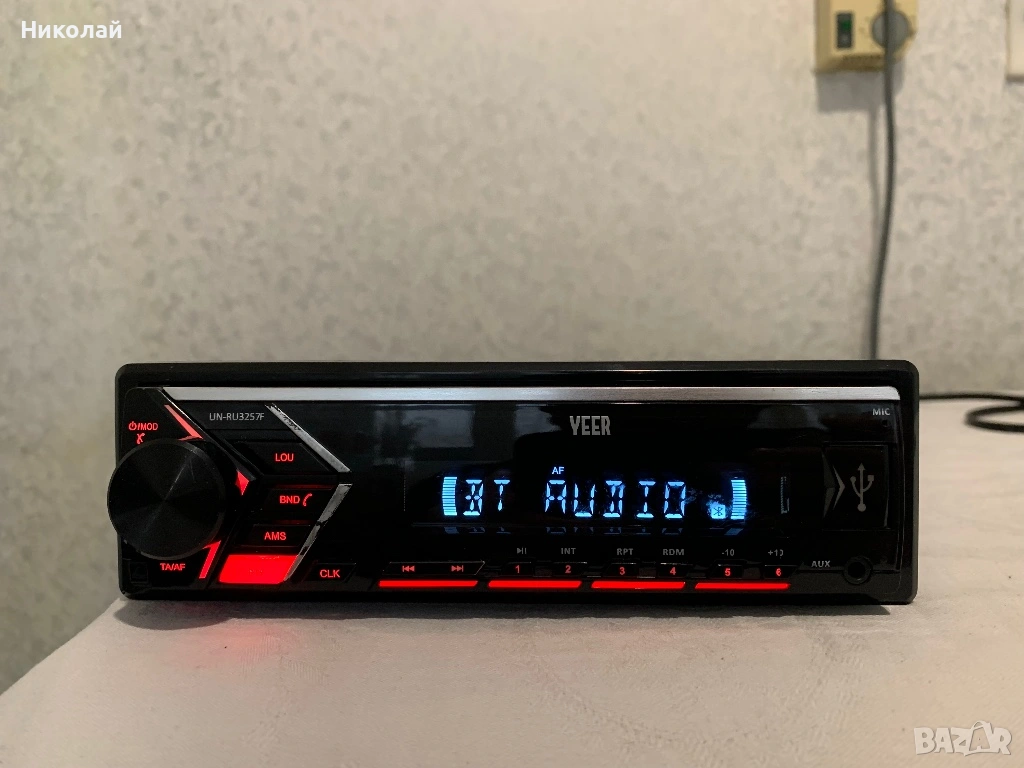 Николай
UN-RU3257F
YEER
MIC
⏻/MOD
LOU
BND
AMS
TA/AF
CLK
AF
BT AUDIO
INT RPT RDM -10 +10
1 2 3 4 5 6
AUX
BAZAR